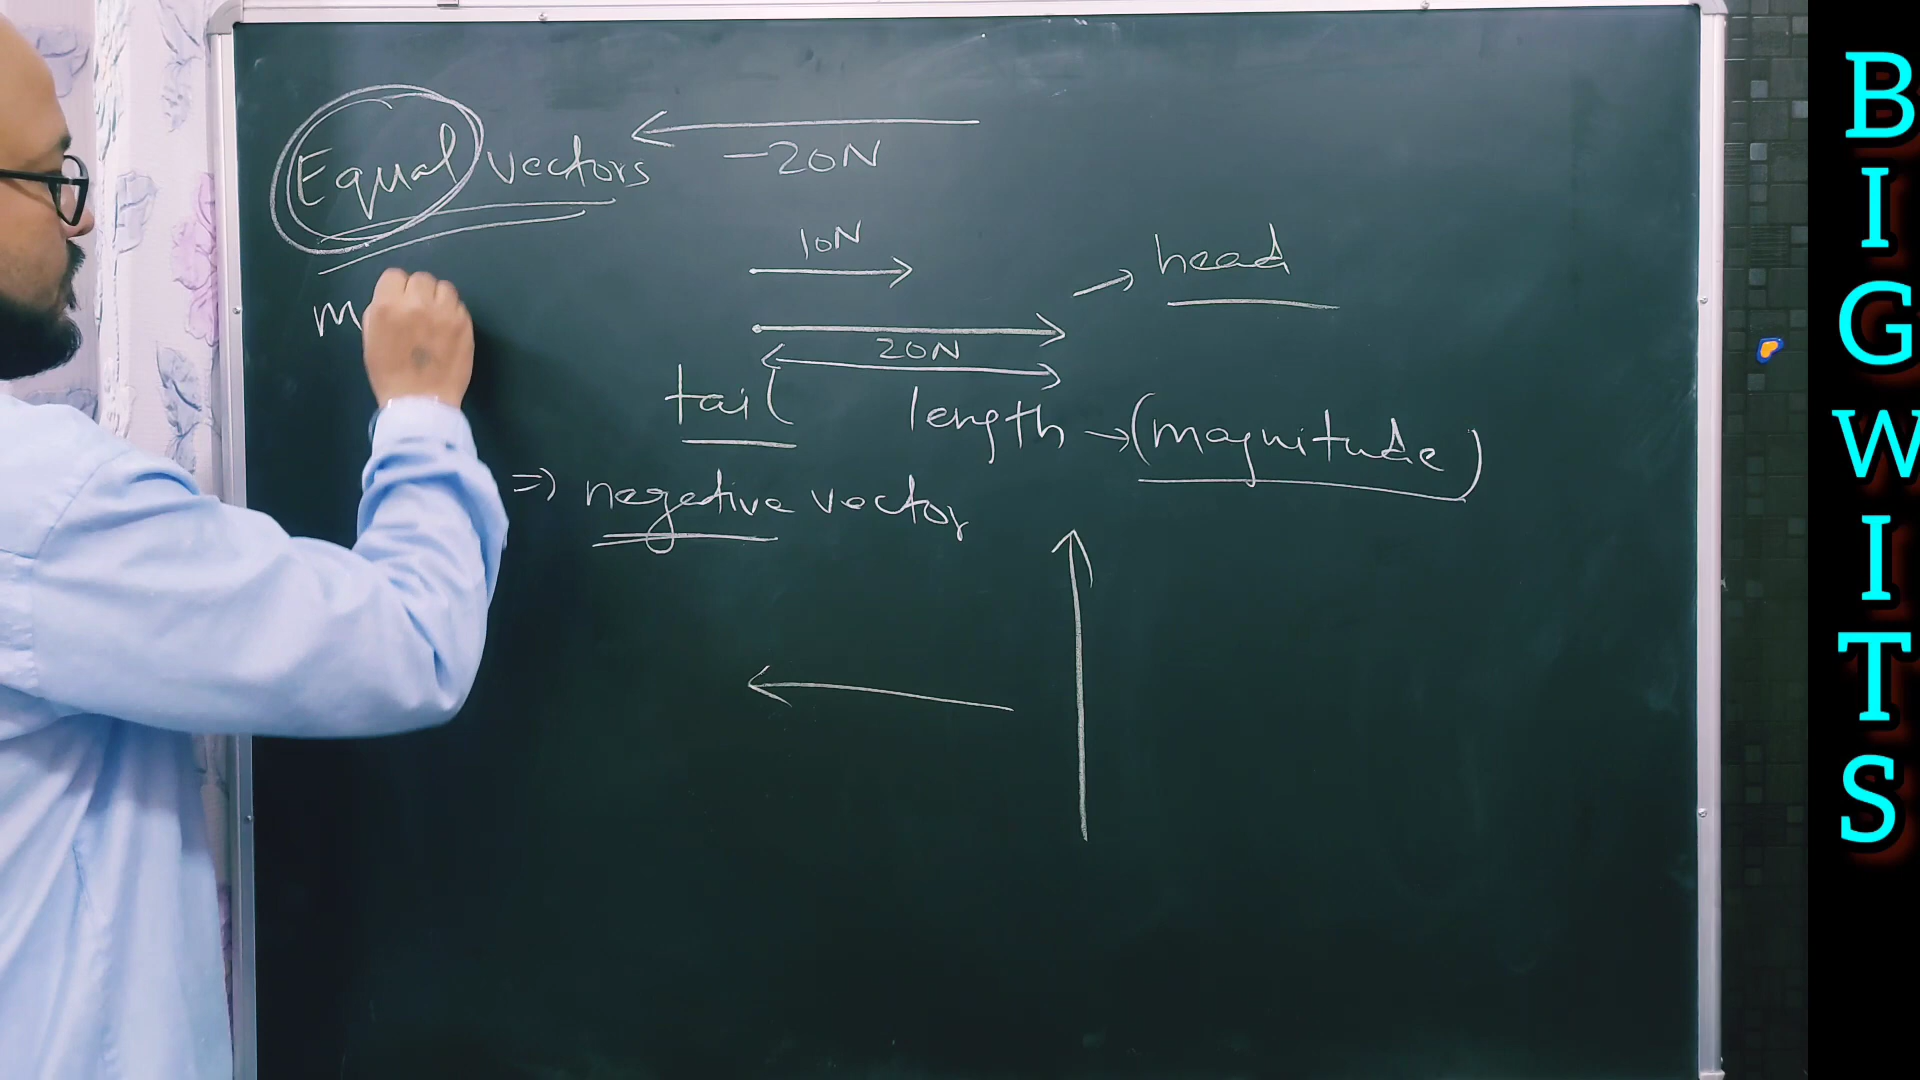 Equal vectors
-20N
10N
head
m
20N
tail
length → (magnitude)
⇒ negative vector
BIGWITS